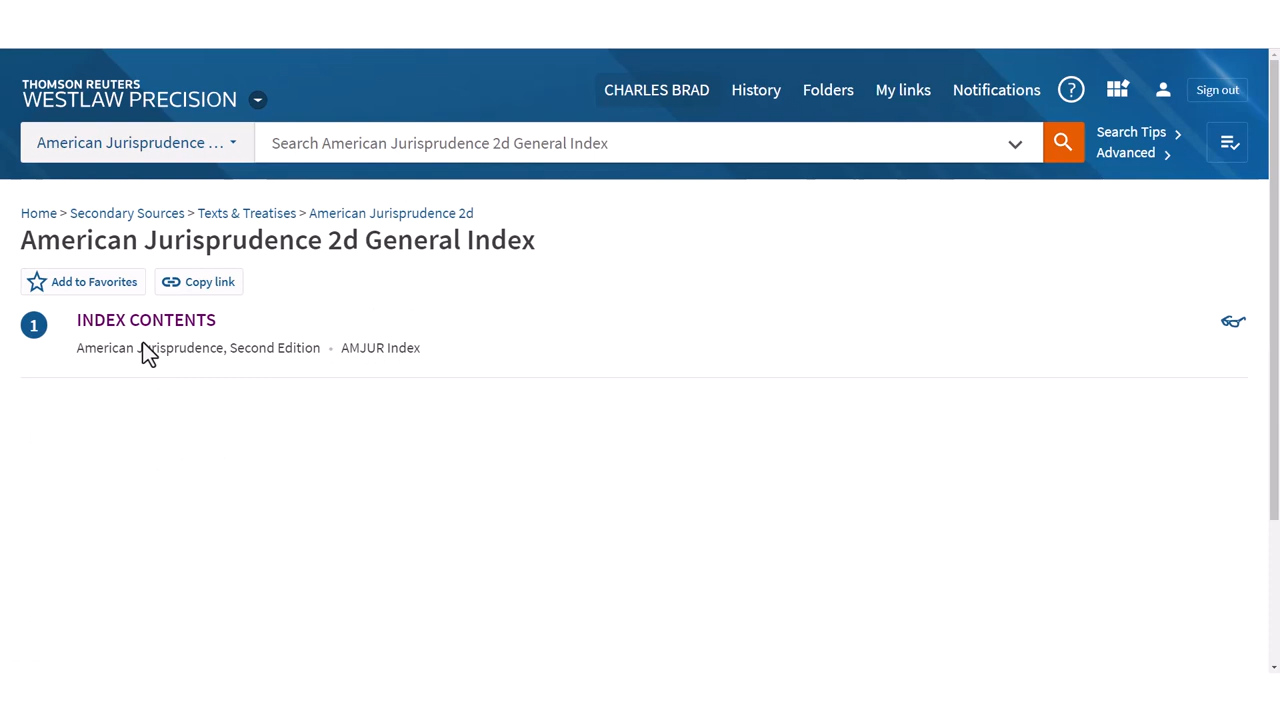 THOMSON REUTERS
WESTLAW PRECISION
CHARLES BRAD History Folders My links Notifications ? Sign out
American Jurisprudence ... Search American Jurisprudence 2d General Index
Search Tips
Advanced
Home > Secondary Sources > Texts & Treatises > American Jurisprudence 2d
American Jurisprudence 2d General Index
Add to Favorites Copy link
1 INDEX CONTENTS
American Jurisprudence, Second Edition • AMJUR Index